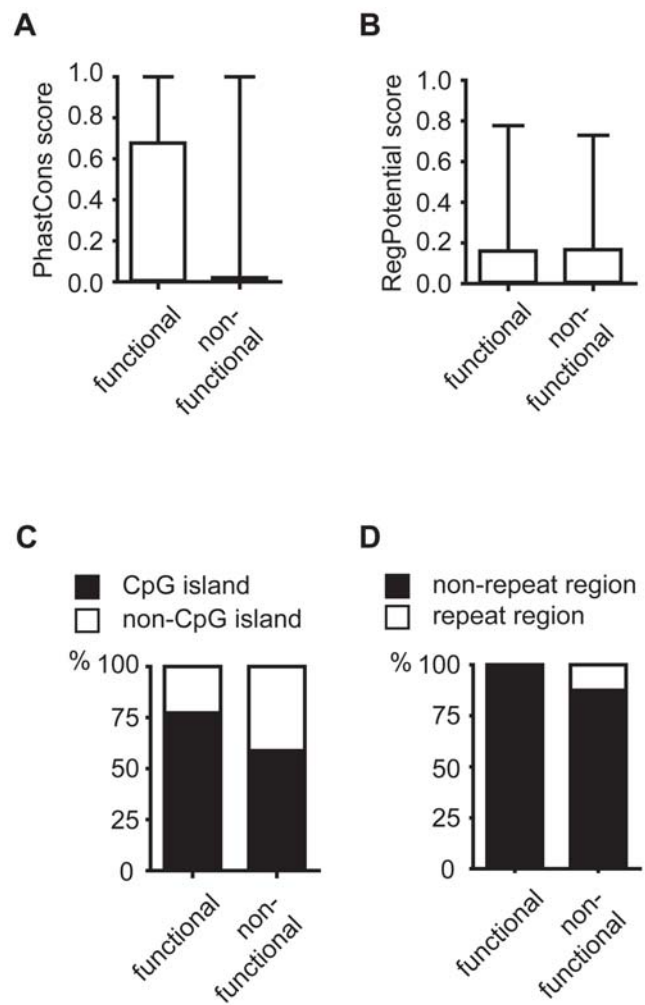 A
PhastCons score
1.0
0.8
0.6
0.4
0.2
0.0
functional
non-
functional
B
RegPotential score
1.0
0.8
0.6
0.4
0.2
0.0
functional
non-
functional
C
CpG island
non-CpG island
% 100
75
50
25
0
functional
non-
functional
D
non-repeat region
repeat region
% 100
75
50
25
0
functional
non-
functional